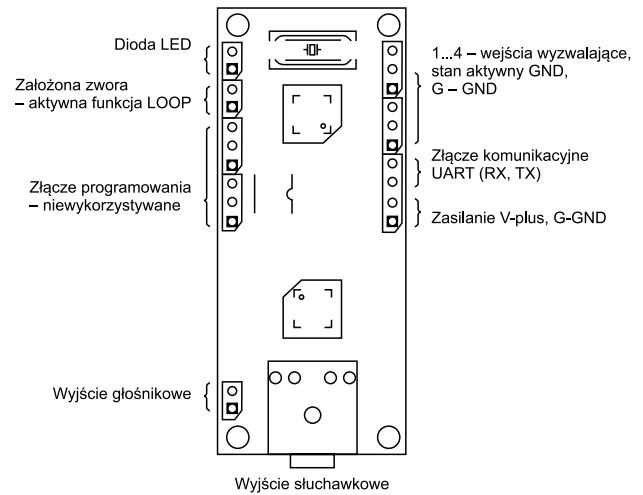 Dioda LED
Założona zwora
– aktywna funkcja LOOP
Złącze programowania
– niewykorzystywane
Wyjście głośnikowe
1...4 – wejścia wyzwalające,
stan aktywny GND,
G – GND
Złącze komunikacyjne
UART (RX, TX)
Zasilanie V-plus, G-GND
Wyjście słuchawkowe